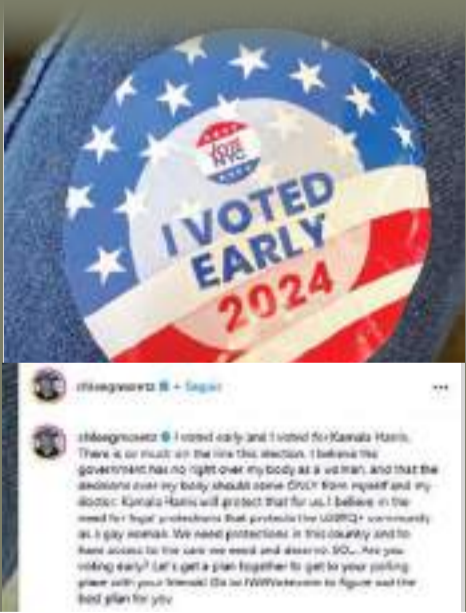 VOTE
NYC
I VOTED
EARLY
2024
chloegmoretz • Seguir
chloegmoretz I voted early and I voted for Kamala Harris.
There is so much on the line this election. I believe the
government has no right over my body as a woman, and that the
decisions over my body should come ONLY from myself and my
doctor. Kamala Harris will protect that for us. I believe in the
need for legal protections that protects the LGBTQ+ community
as a gay woman. We need protections in this country and to
have access to the care we need and deserve. SO... Are you
voting early? Let's get a plan together to get to your polling
place with your friends! Go to IWillVote.com to figure out the
best plan for you